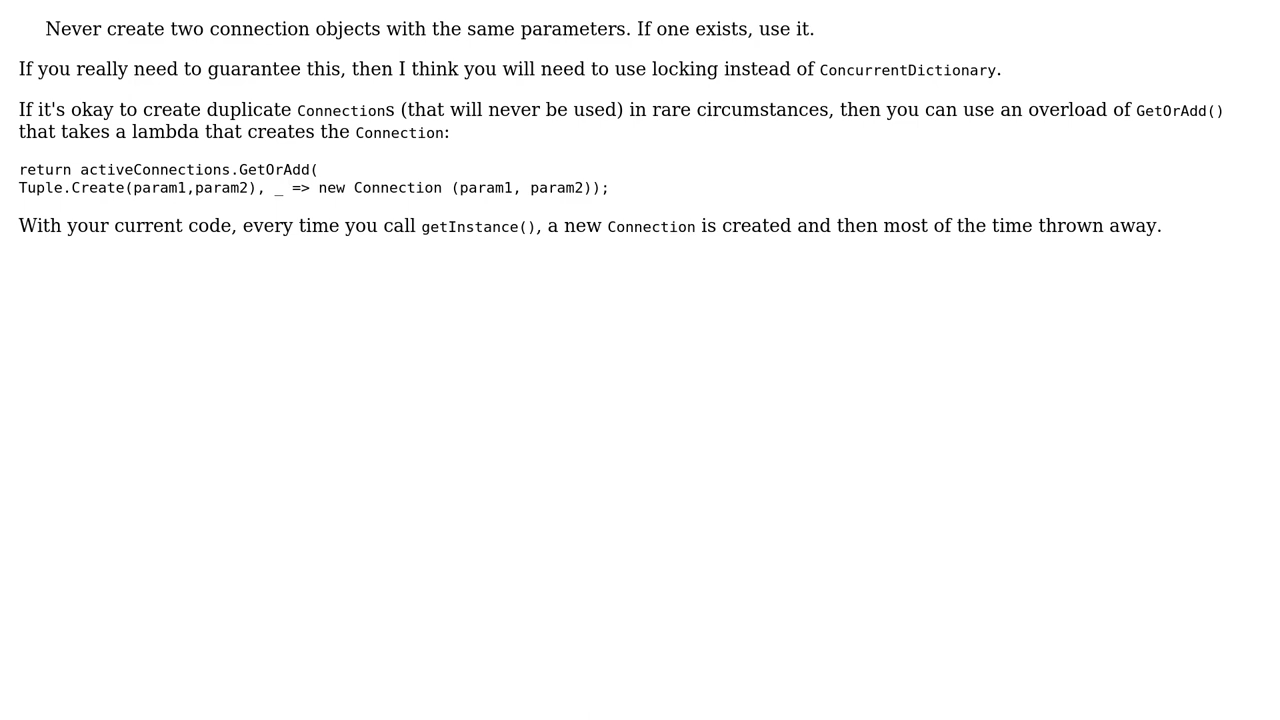 Never create two connection objects with the same parameters. If one exists, use it.
If you really need to guarantee this, then I think you will need to use locking instead of ConcurrentDictionary.
If it's okay to create duplicate Connections (that will never be used) in rare circumstances, then you can use an overload of GetOrAdd()
that takes a lambda that creates the Connection:
return activeConnections.GetOrAdd(
Tuple.Create(param1,param2), _ => new Connection (param1, param2));
With your current code, every time you call getInstance(), a new Connection is created and then most of the time thrown away.